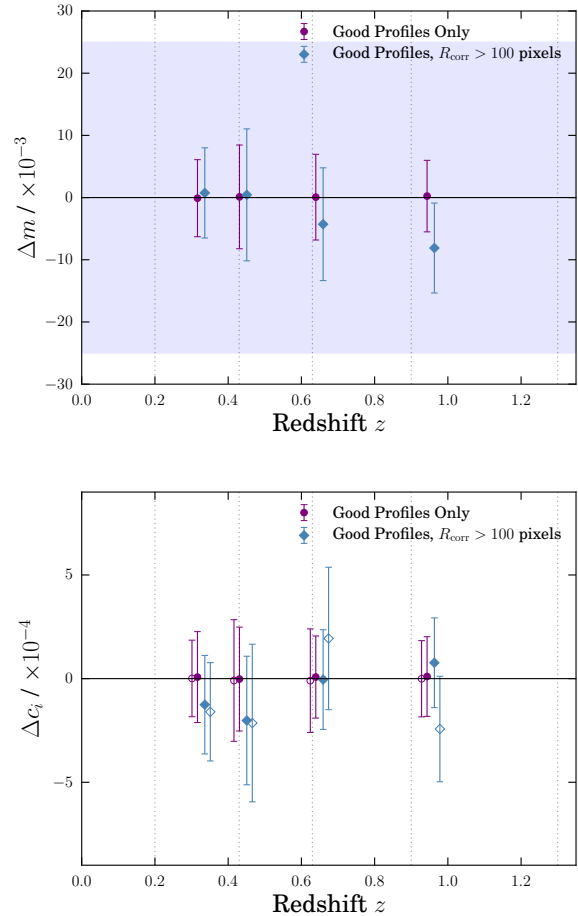 30
20
10
0
−10
−20
−30
Δm / ×10⁻³
Good Profiles Only
Good Profiles, R_corr > 100 pixels
0.0 0.2 0.4 0.6 0.8 1.0 1.2
Redshift z
5
0
−5
Δc_i / ×10⁻⁴
Good Profiles Only
Good Profiles, R_corr > 100 pixels
0.0 0.2 0.4 0.6 0.8 1.0 1.2
Redshift z